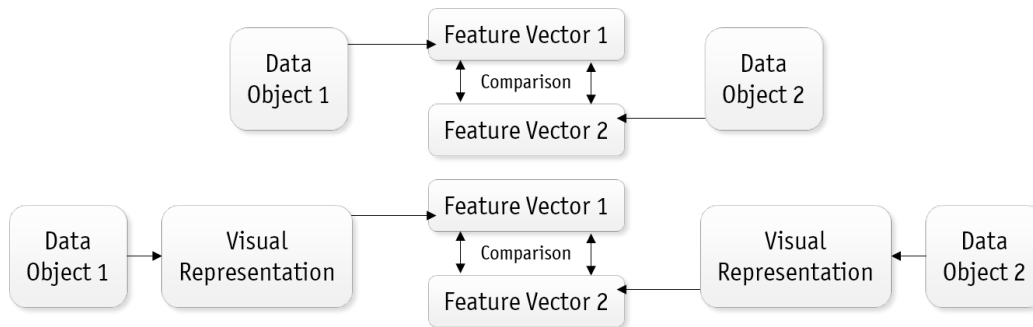 Feature Vector 1
Data
Object 1
Comparison
Data
Object 2
Feature Vector 2
Feature Vector 1
Data
Object 1
Visual
Representation
Comparison
Visual
Representation
Data
Object 2
Feature Vector 2